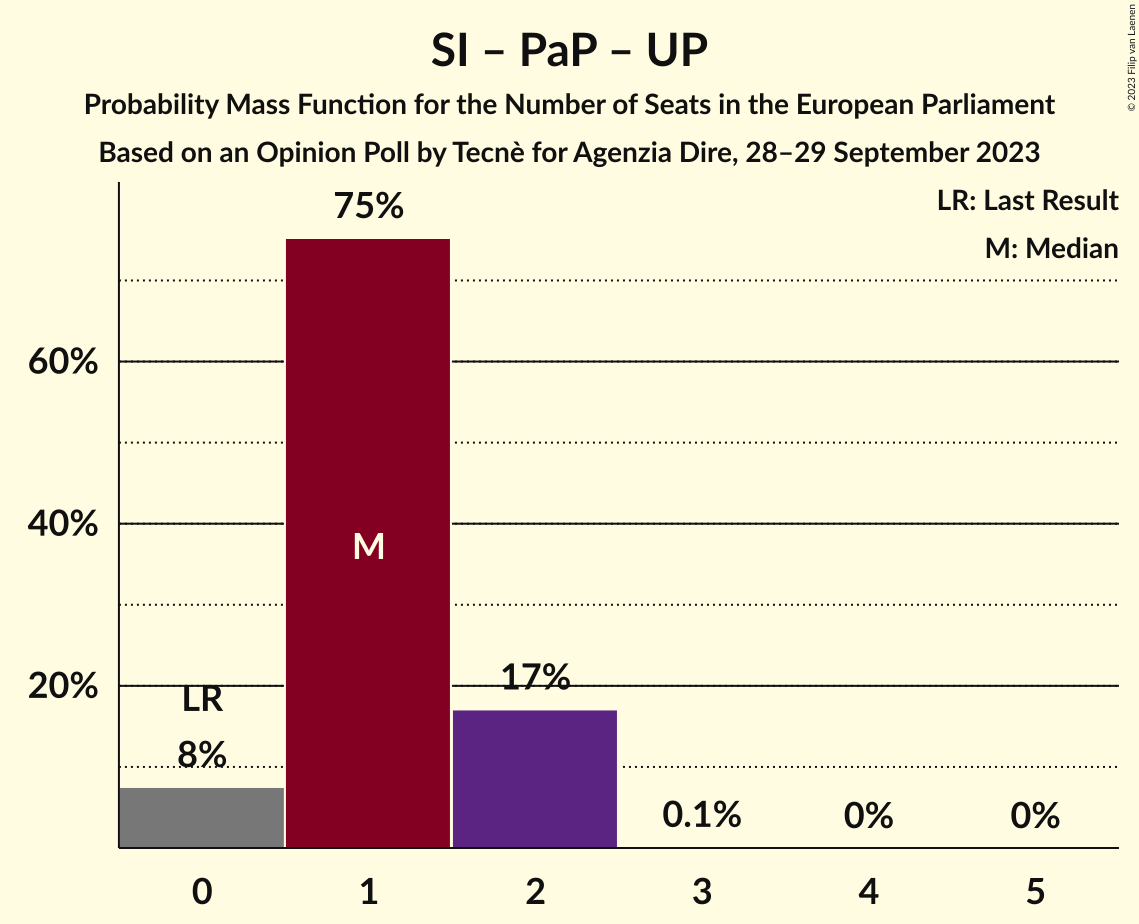 SI – PaP – UP
Probability Mass Function for the Number of Seats in the European Parliament
Based on an Opinion Poll by Tecnè for Agenzia Dire, 28–29 September 2023
© 2023 Filip van Laenen
LR: Last Result
M: Median
75%
60%
M
40%
17%
20%
LR
8%
0.1%
0%
0%
0 1 2 3 4 5